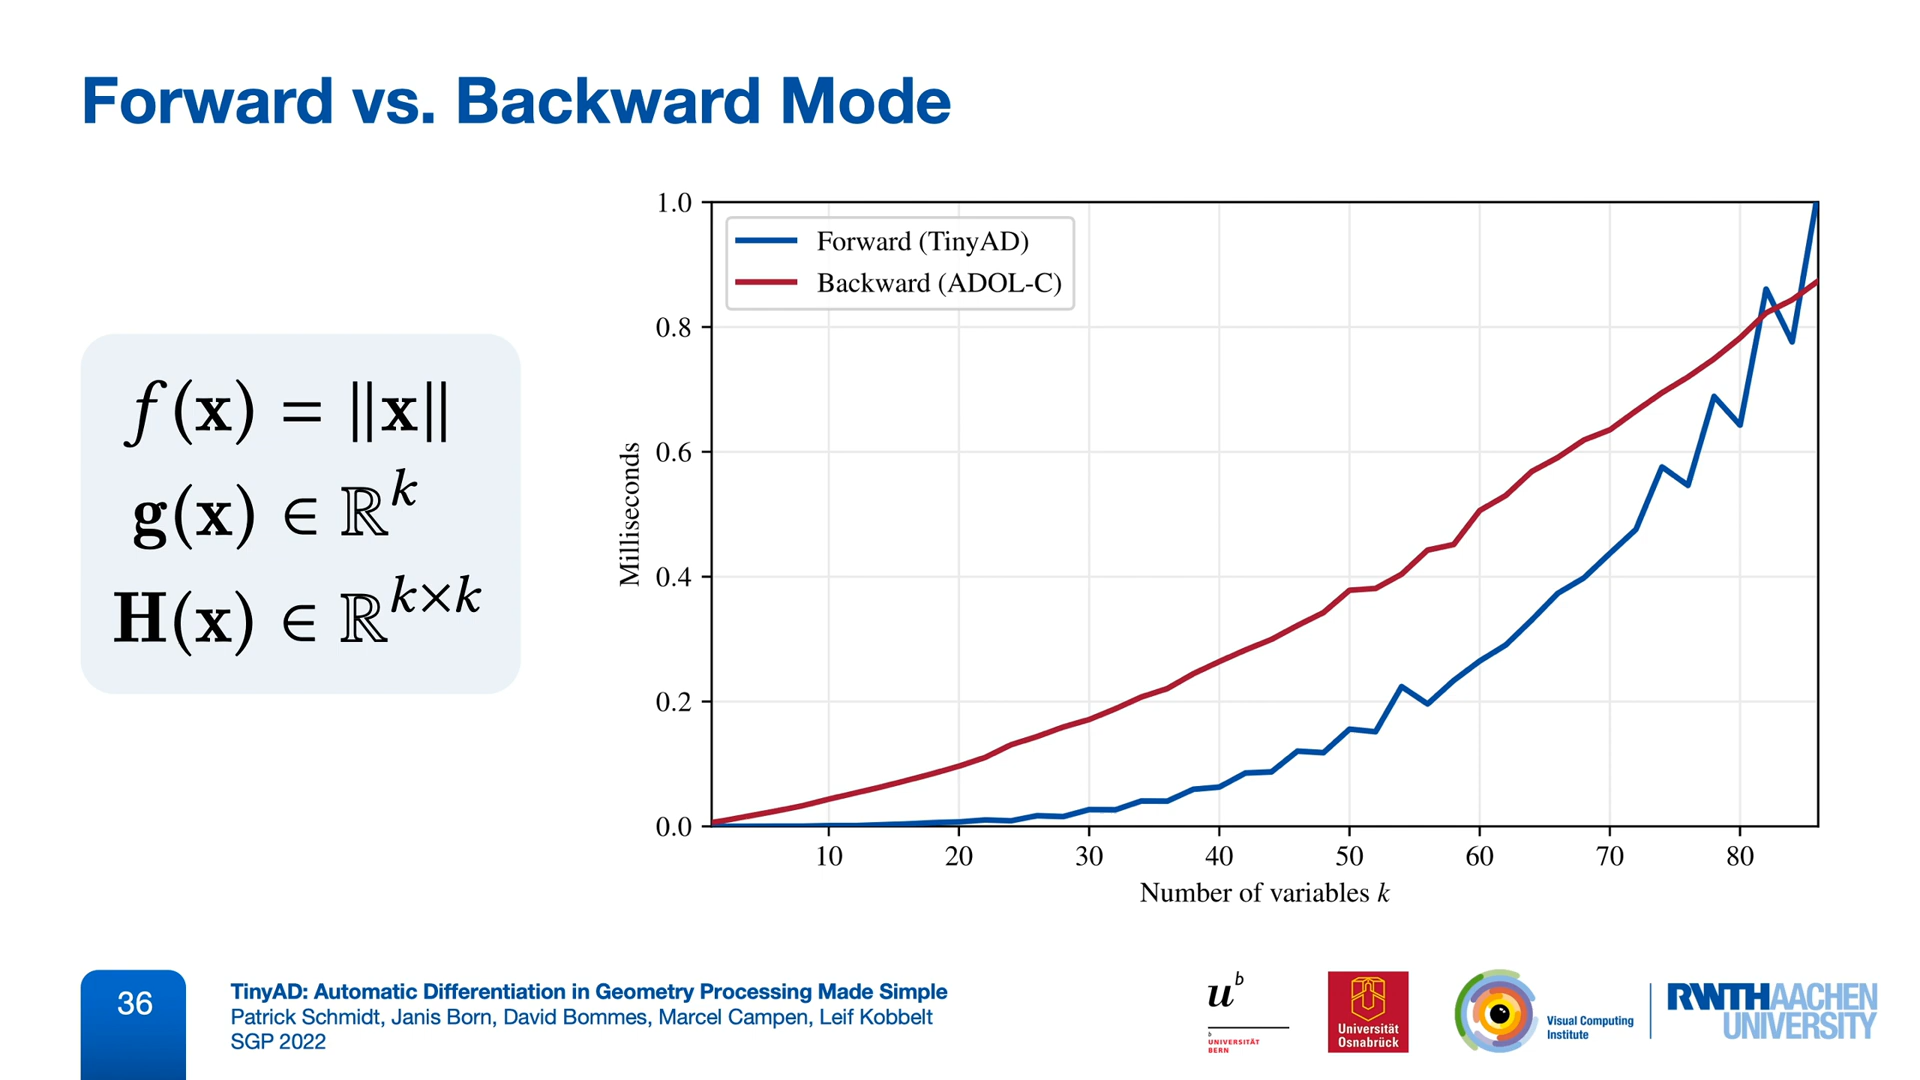 Forward vs. Backward Mode
f(x) = ||x||
g(x) ∈ ℝ^k
H(x) ∈ ℝ^{k×k}
1.0
0.8
0.6
0.4
0.2
0.0
Milliseconds
Forward (TinyAD)
Backward (ADOL-C)
10 20 30 40 50 60 70 80
Number of variables k
36
TinyAD: Automatic Differentiation in Geometry Processing Made Simple
Patrick Schmidt, Janis Born, David Bommes, Marcel Campen, Leif Kobbelt
SGP 2022
u^b
b
UNIVERSITÄT
BERN
Universität
Osnabrück
Visual Computing
Institute
RWTH AACHEN
UNIVERSITY